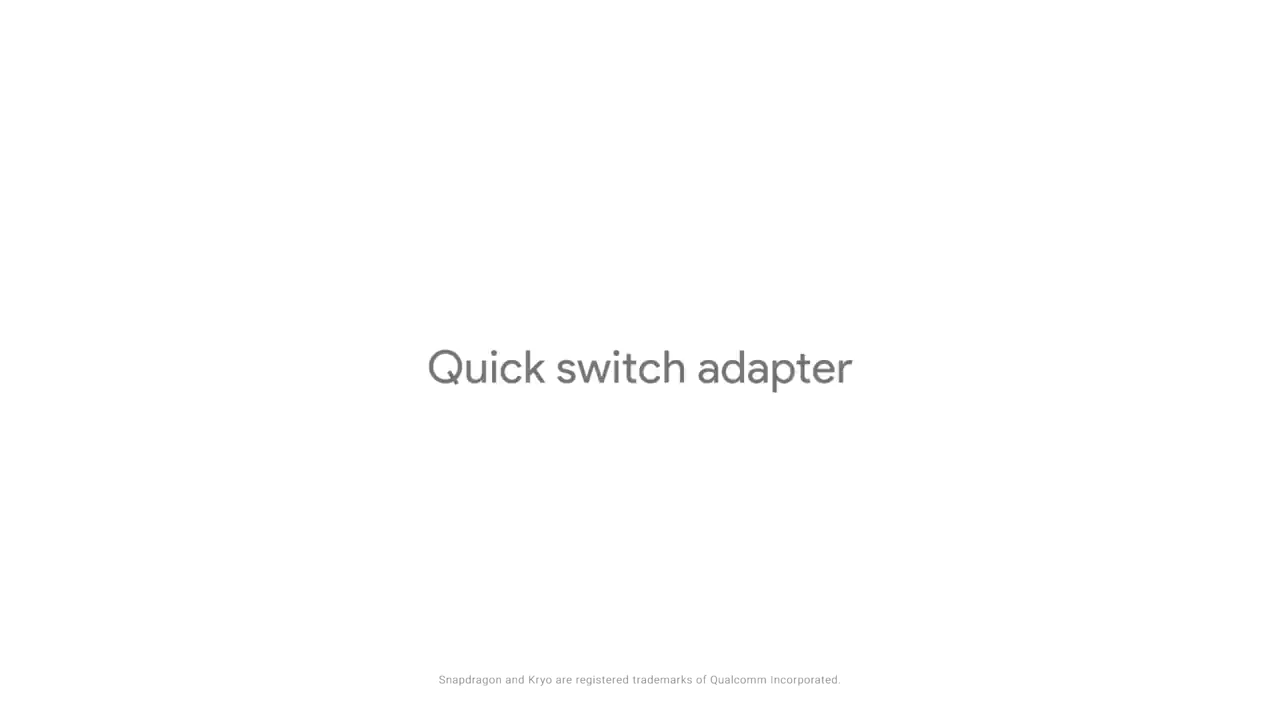 Quick switch adapter
Snapdragon and Kryo are registered trademarks of Qualcomm Incorporated.